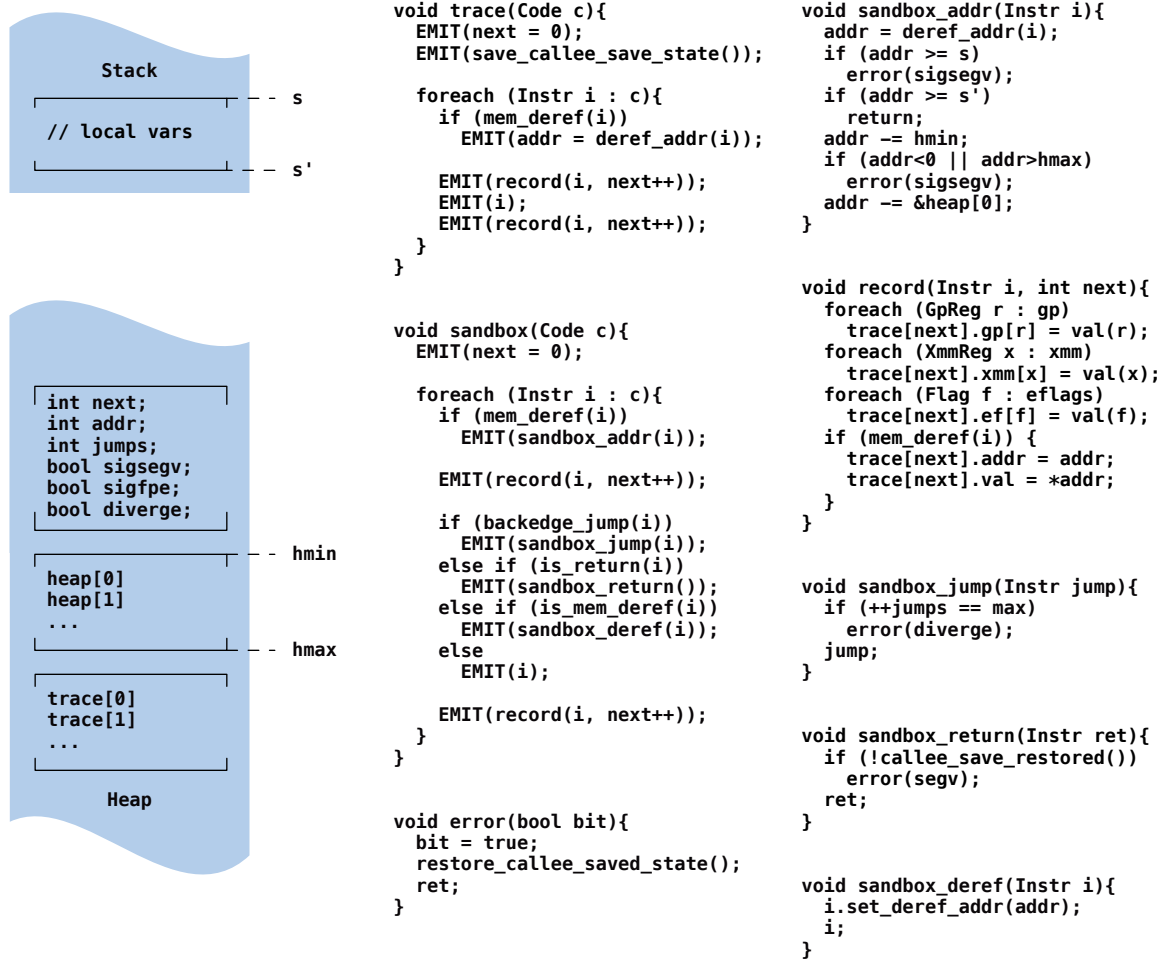 Stack
s
// local vars
s'
int next;
int addr;
int jumps;
bool sigsegv;
bool sigfpe;
bool diverge;
hmin
heap[0]
heap[1]
...
hmax
trace[0]
trace[1]
...
Heap
void trace(Code c){
EMIT(next = 0);
EMIT(save_callee_save_state());
foreach (Instr i : c){
if (mem_deref(i))
EMIT(addr = deref_addr(i));
EMIT(record(i, next++));
EMIT(i);
EMIT(record(i, next++));
}
}
void sandbox(Code c){
EMIT(next = 0);
foreach (Instr i : c){
if (mem_deref(i))
EMIT(sandbox_addr(i));
EMIT(record(i, next++));
if (backedge_jump(i))
EMIT(sandbox_jump(i));
else if (is_return(i))
EMIT(sandbox_return());
else if (is_mem_deref(i))
EMIT(sandbox_deref(i));
else
EMIT(i);
EMIT(record(i, next++));
}
}
void error(bool bit){
bit = true;
restore_callee_saved_state();
ret;
}
void sandbox_addr(Instr i){
addr = deref_addr(i);
if (addr >= s)
error(sigsegv);
if (addr >= s')
return;
addr -= hmin;
if (addr<0 || addr>hmax)
error(sigsegv);
addr -= &heap[0];
}
void record(Instr i, int next){
foreach (GpReg r : gp)
trace[next].gp[r] = val(r);
foreach (XmmReg x : xmm)
trace[next].xmm[x] = val(x);
foreach (Flag f : eflags)
trace[next].ef[f] = val(f);
if (mem_deref(i)) {
trace[next].addr = addr;
trace[next].val = *addr;
}
}
void sandbox_jump(Instr jump){
if (++jumps == max)
error(diverge);
jump;
}
void sandbox_return(Instr ret){
if (!callee_save_restored())
error(segv);
ret;
}
void sandbox_deref(Instr i){
i.set_deref_addr(addr);
i;
}